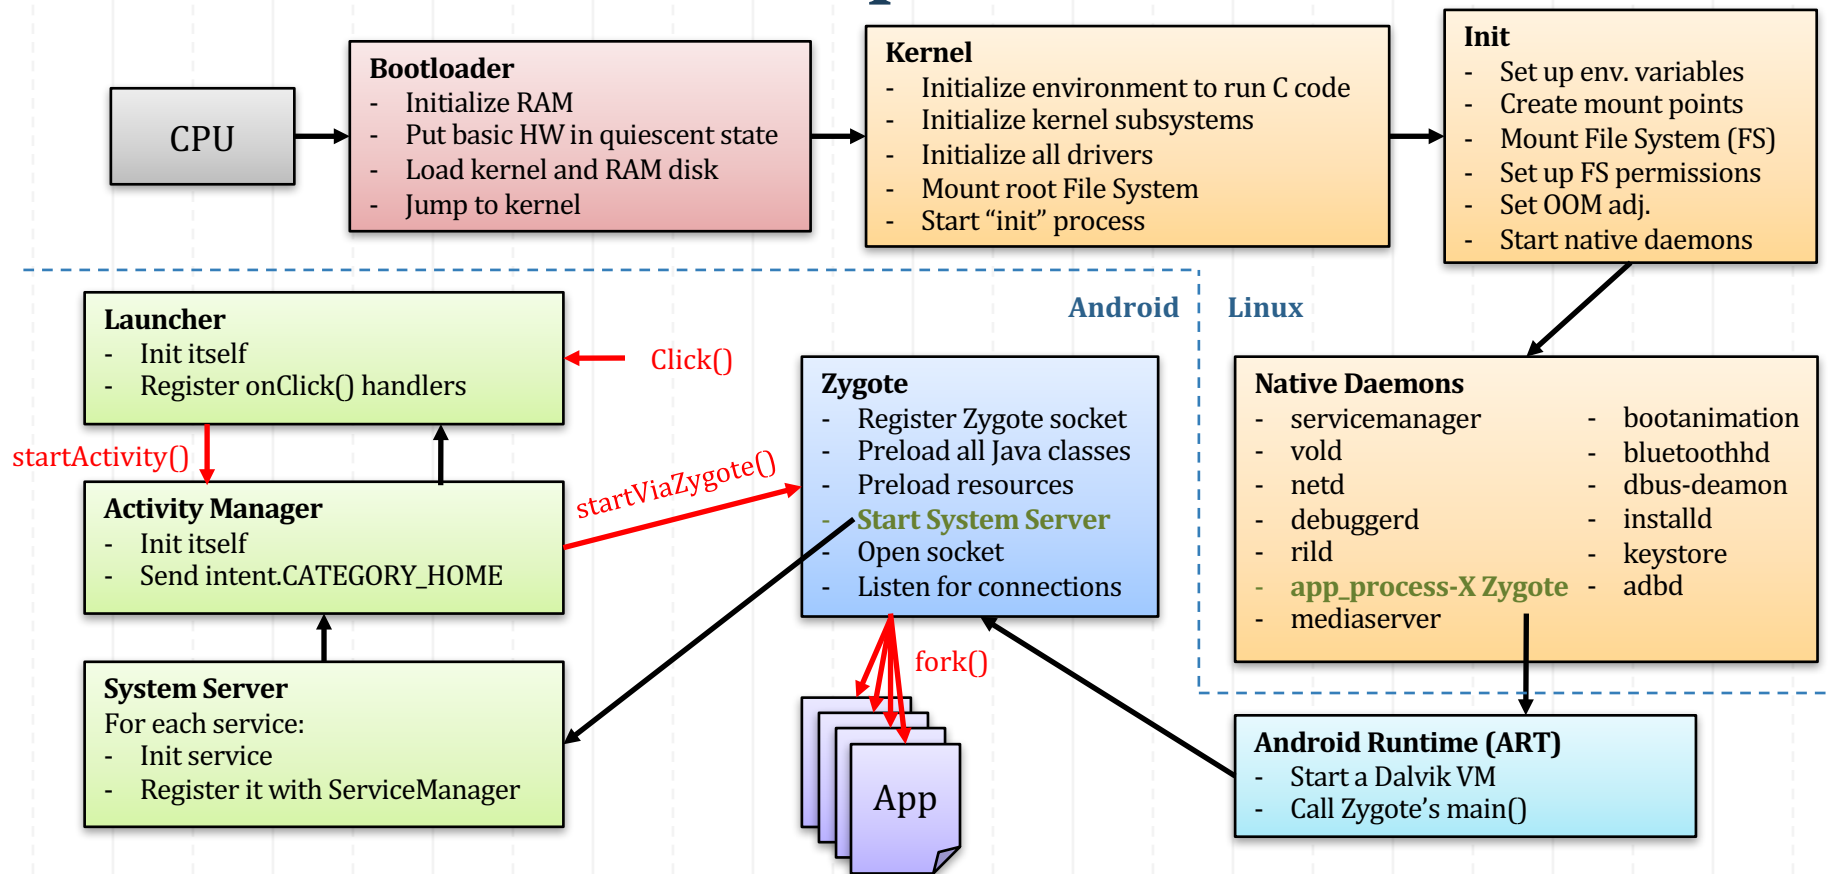 CPU
Bootloader
- Initialize RAM
- Put basic HW in quiescent state
- Load kernel and RAM disk
- Jump to kernel
Kernel
- Initialize environment to run C code
- Initialize kernel subsystems
- Initialize all drivers
- Mount root File System
- Start “init” process
Init
- Set up env. variables
- Create mount points
- Mount File System (FS)
- Set up FS permissions
- Set OOM adj.
- Start native daemons
Android
Linux
Launcher
- Init itself
- Register onClick() handlers
Click()
startActivity()
Activity Manager
- Init itself
- Send intent.CATEGORY_HOME
startViaZygote()
System Server
For each service:
- Init service
- Register it with ServiceManager
Zygote
- Register Zygote socket
- Preload all Java classes
- Preload resources
- Start System Server
- Open socket
- Listen for connections
fork()
App
Native Daemons
- servicemanager
- vold
- netd
- debuggerd
- rild
- app_process-X Zygote
- mediaserver
- bootanimation
- bluetoothhd
- dbus-deamon
- installd
- keystore
- adbd
Android Runtime (ART)
- Start a Dalvik VM
- Call Zygote’s main()